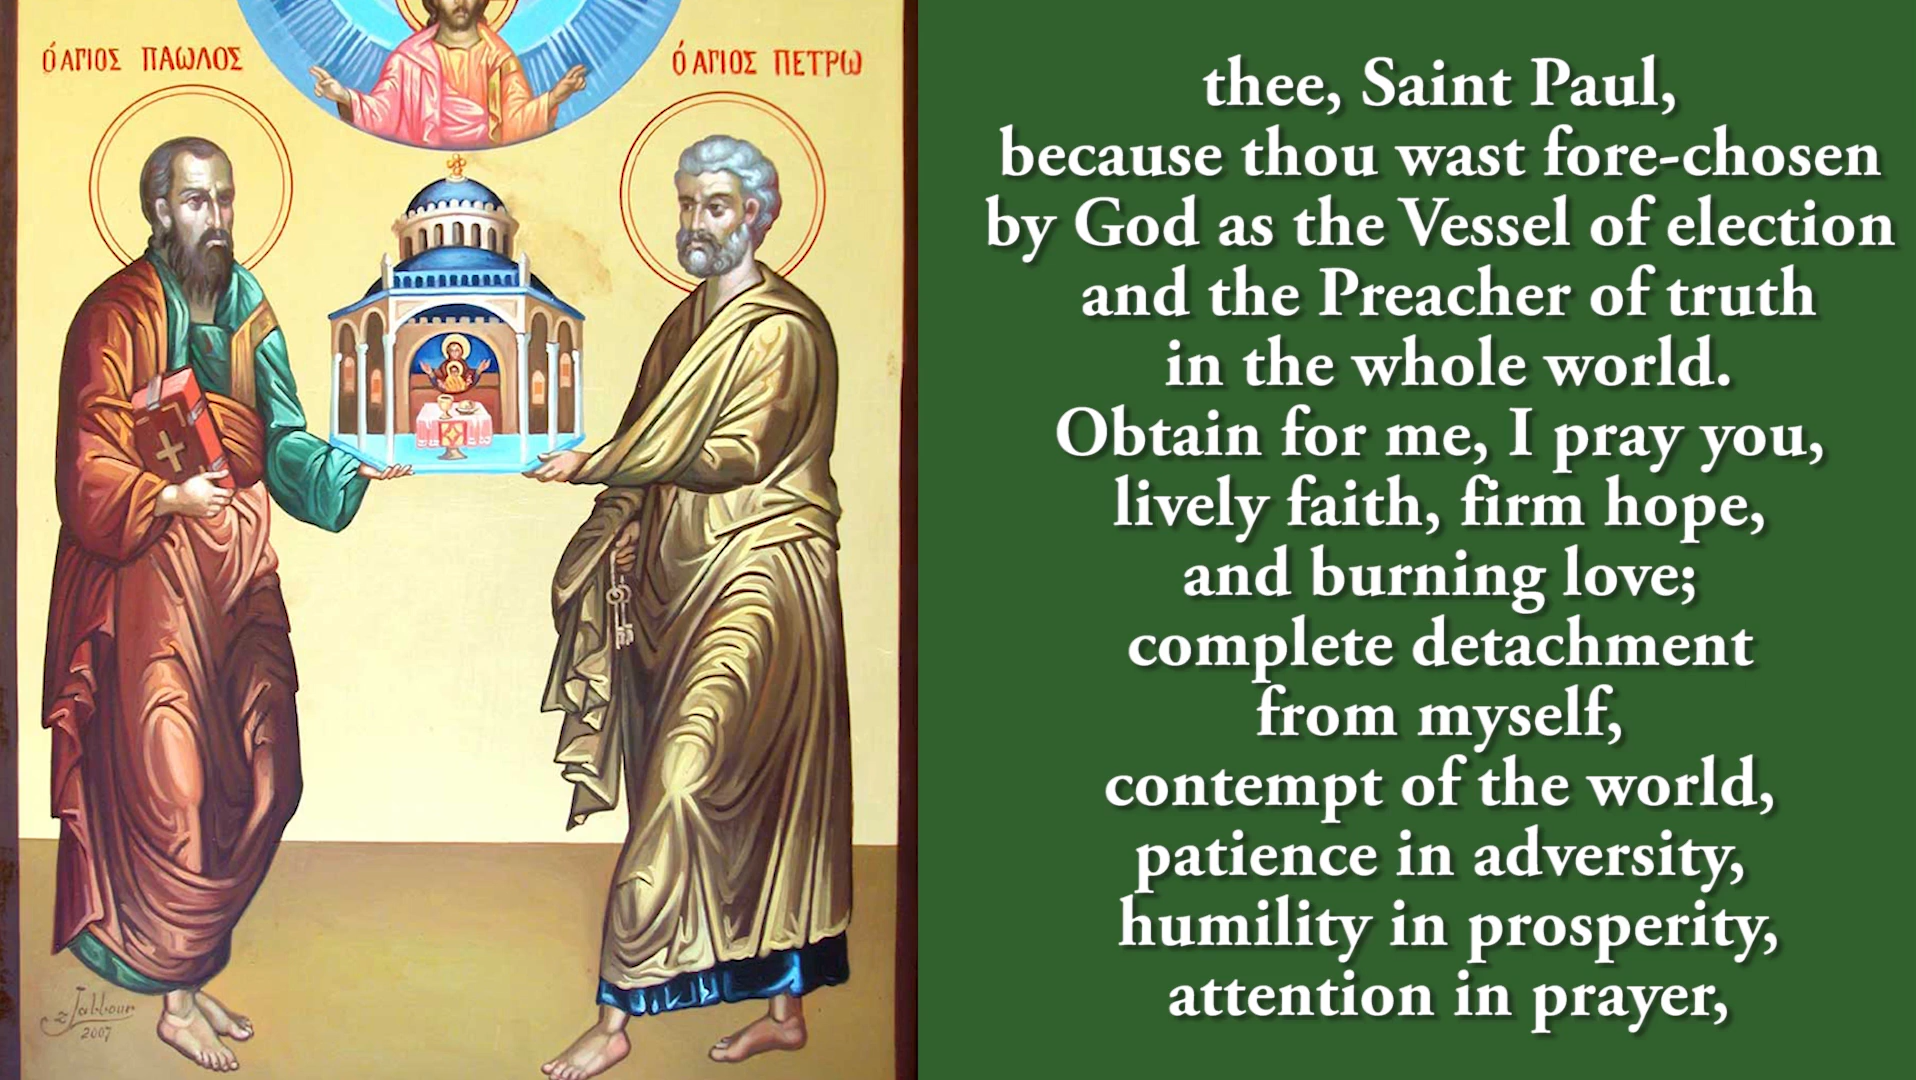 Ὁ ΑΓΙΟΣ ΠΑΩΛΟΣ
Ὁ ΑΓΙΟΣ ΠΕΤΡΩ
thee, Saint Paul,
because thou wast fore-chosen
by God as the Vessel of election
and the Preacher of truth
in the whole world.
Obtain for me, I pray you,
lively faith, firm hope,
and burning love;
complete detachment
from myself,
contempt of the world,
patience in adversity,
humility in prosperity,
attention in prayer,
Jabbour
2007